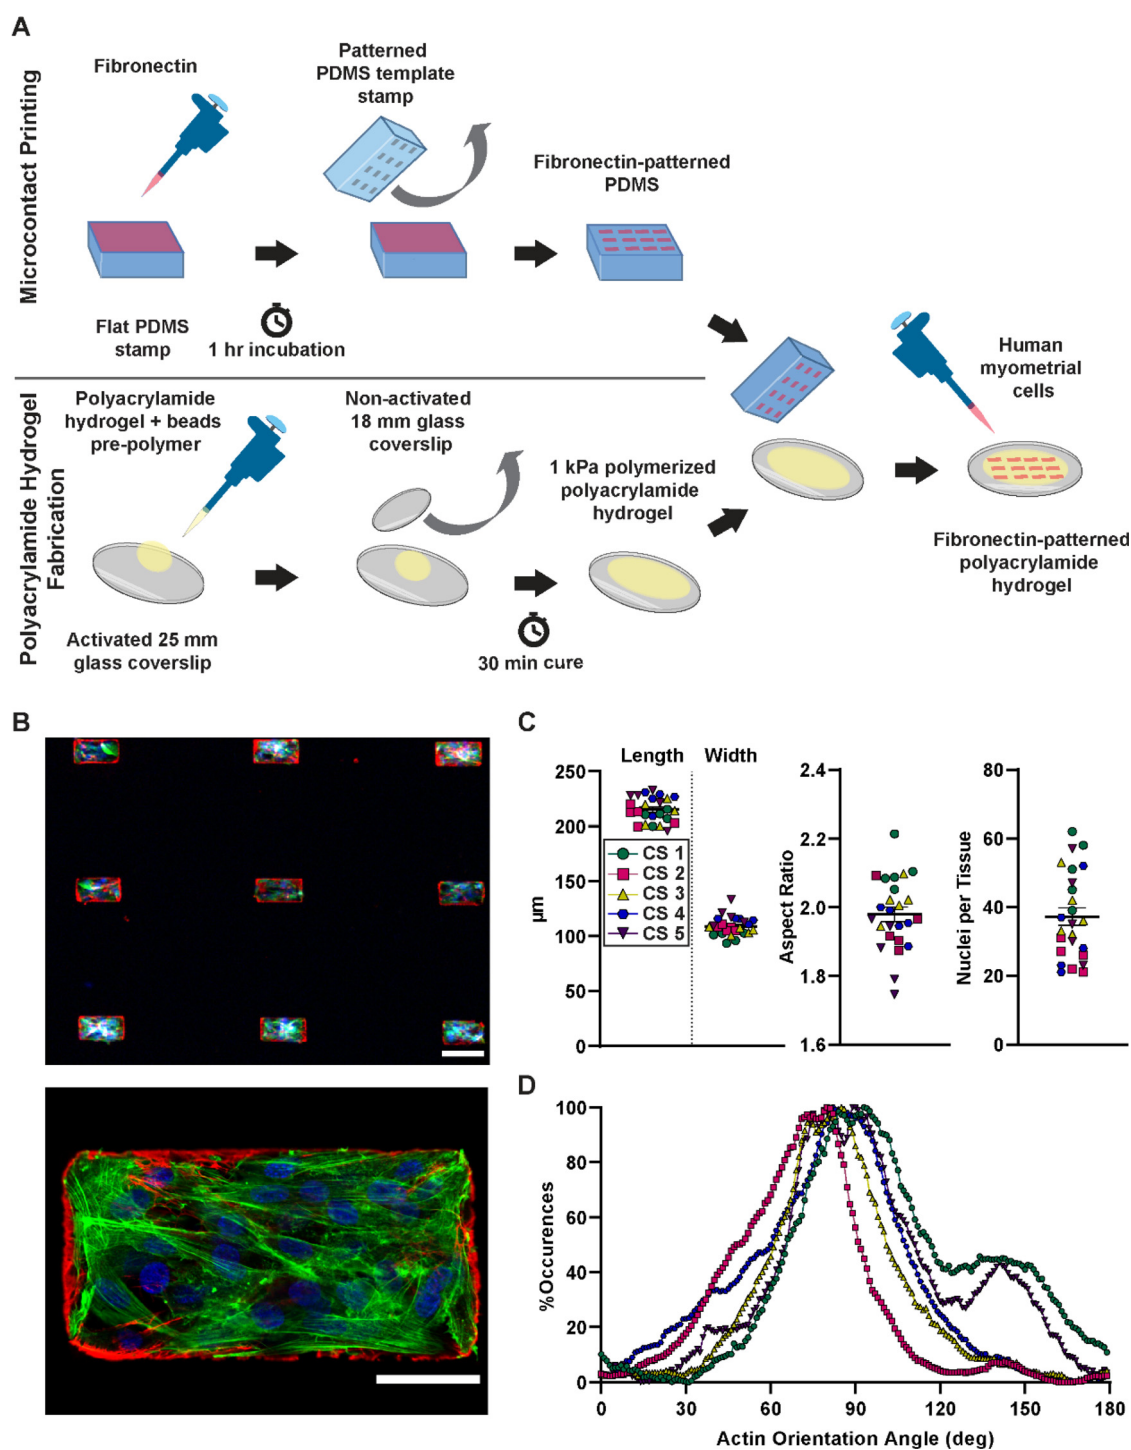 A
Microcontact Printing
Fibronectin
Patterned
PDMS template
stamp
Fibronectin-patterned
PDMS
Flat PDMS
stamp
1 hr incubation
Human
myometrial
cells
Polyacrylamide Hydrogel
Fabrication
Polyacrylamide
hydrogel + beads
pre-polymer
Non-activated
18 mm glass
coverslip
1 kPa polymerized
polyacrylamide
hydrogel
Fibronectin-patterned
polyacrylamide
hydrogel
Activated 25 mm
glass coverslip
30 min cure
B
C
Length
Width
250
200
150
100
50
0
µm
CS 1
CS 2
CS 3
CS 4
CS 5
2.4
2.2
2.0
1.8
1.6
Aspect Ratio
80
60
40
20
0
Nuclei per Tissue
D
100
80
60
40
20
0
%Occurences
0
30
60
90
120
150
180
Actin Orientation Angle (deg)